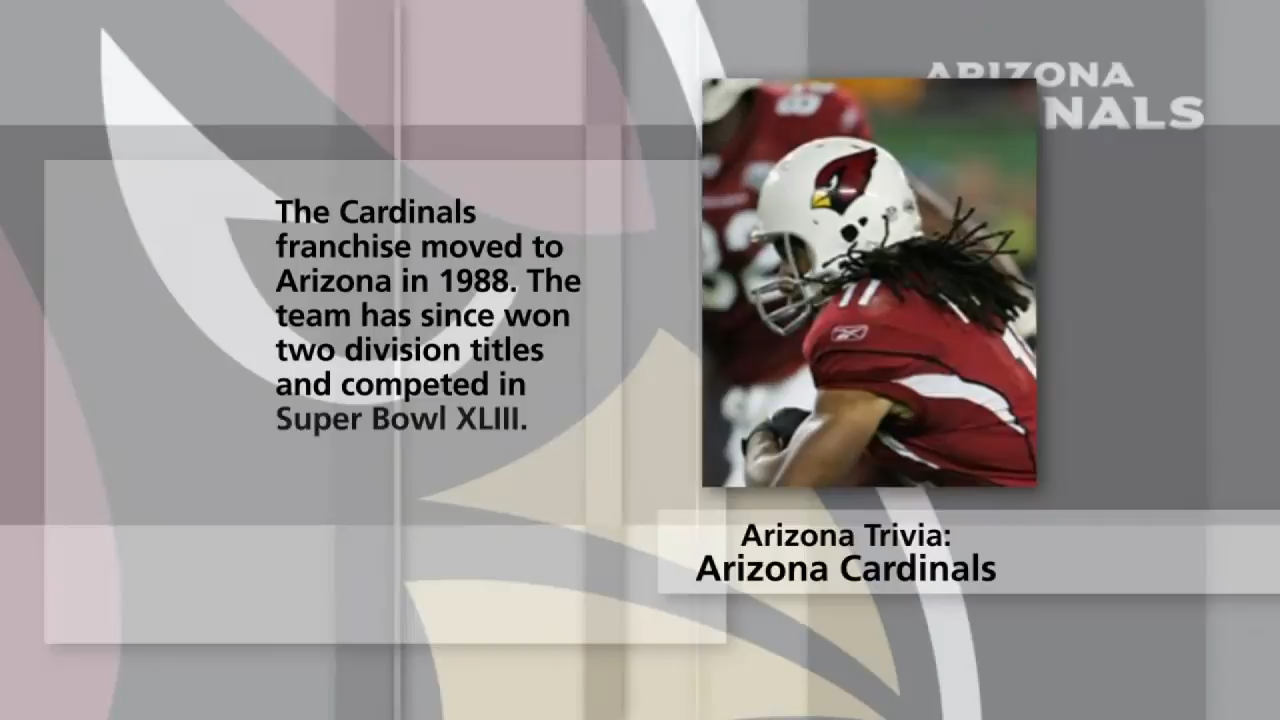 ARIZONA
NALS
The Cardinals
franchise moved to
Arizona in 1988. The
team has since won
two division titles
and competed in
Super Bowl XLIII.
11
Arizona Trivia:
Arizona Cardinals